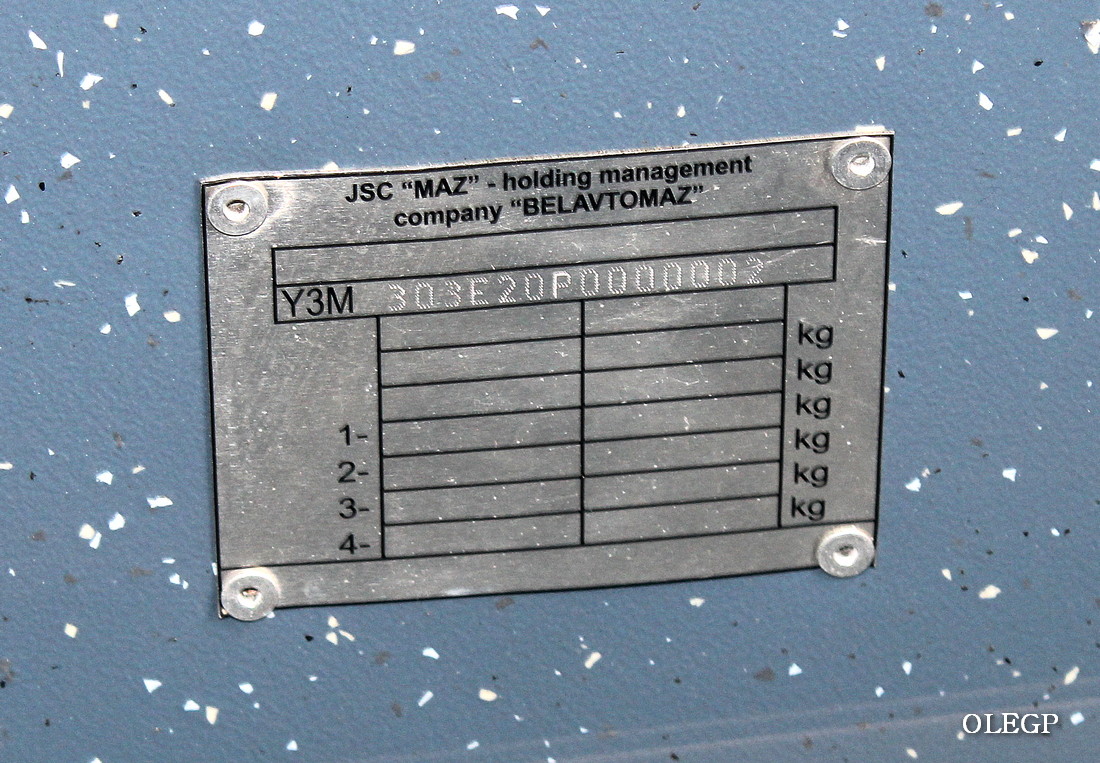 JSC “MAZ” - holding management
company “BELAVTOMAZ”
Y3M 303E20P0000002
kg
kg
kg
1- kg
2- kg
3- kg
4-
OLEGP